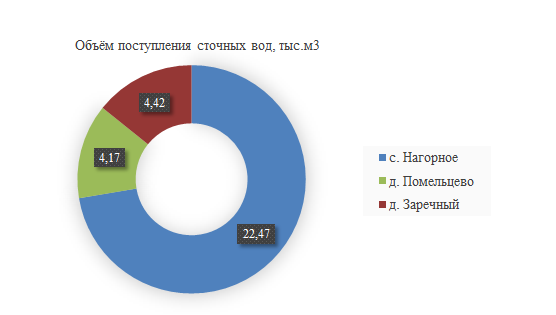 Объём поступления сточных вод, тыс.м3
4,42
4,17
22,47
с. Нагорное
д. Помельцево
д. Заречный